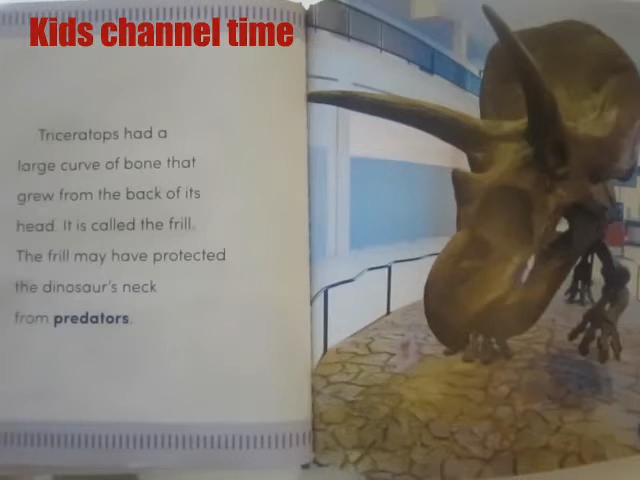 Kids channel time
Triceratops had a
large curve of bone that
grew from the back of its
head. It is called the frill.
The frill may have protected
the dinosaur's neck
from predators.